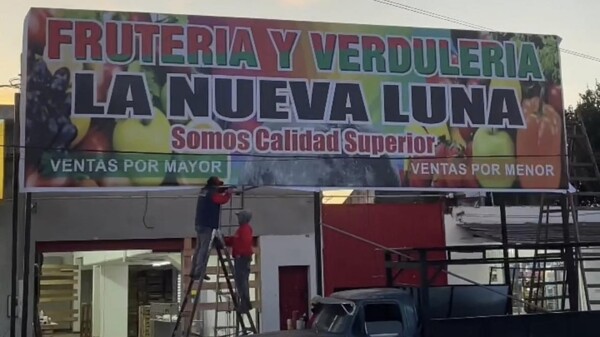 FRUTERIA Y VERDULERIA
LA NUEVA LUNA
Somos Calidad Superior
VENTAS POR MAYOR
VENTAS POR MENOR